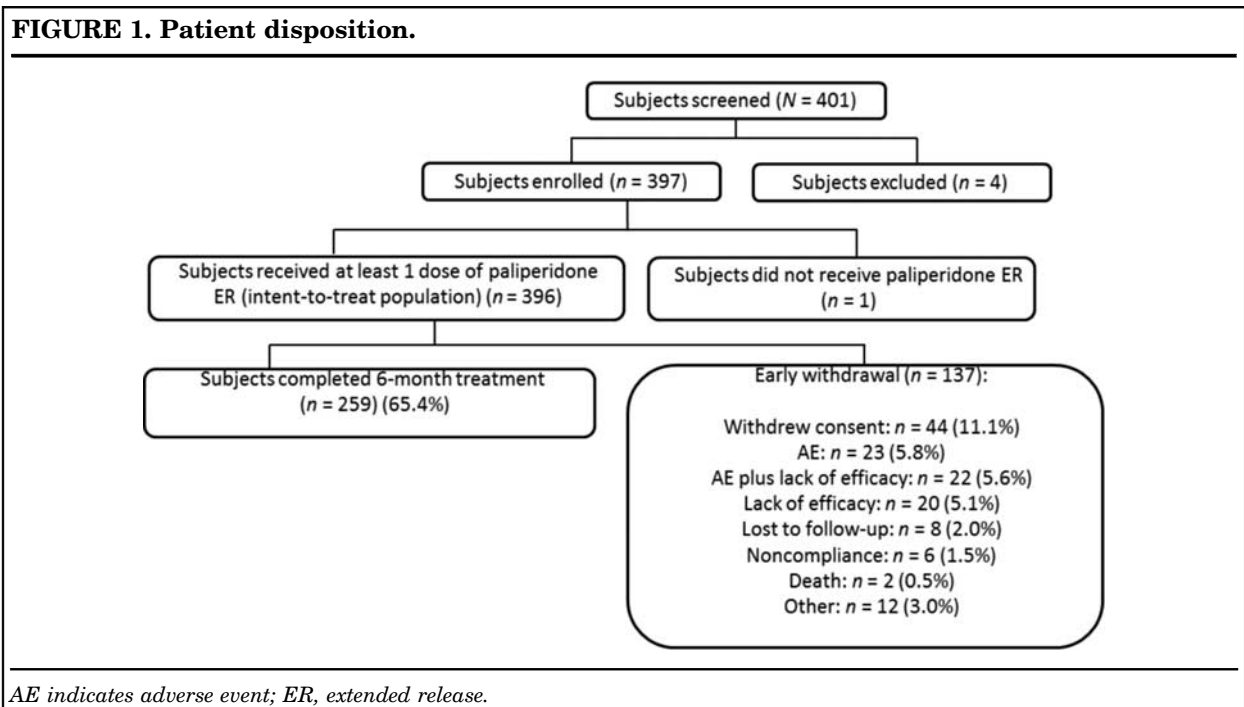 FIGURE 1. Patient disposition.
Subjects screened (N = 401)
Subjects enrolled (n = 397)
Subjects excluded (n = 4)
Subjects received at least 1 dose of paliperidone
ER (intent-to-treat population) (n = 396)
Subjects did not receive paliperidone ER
(n = 1)
Subjects completed 6-month treatment
(n = 259) (65.4%)
Early withdrawal (n = 137):
Withdrew consent: n = 44 (11.1%)
AE: n = 23 (5.8%)
AE plus lack of efficacy: n = 22 (5.6%)
Lack of efficacy: n = 20 (5.1%)
Lost to follow-up: n = 8 (2.0%)
Noncompliance: n = 6 (1.5%)
Death: n = 2 (0.5%)
Other: n = 12 (3.0%)
AE indicates adverse event; ER, extended release.